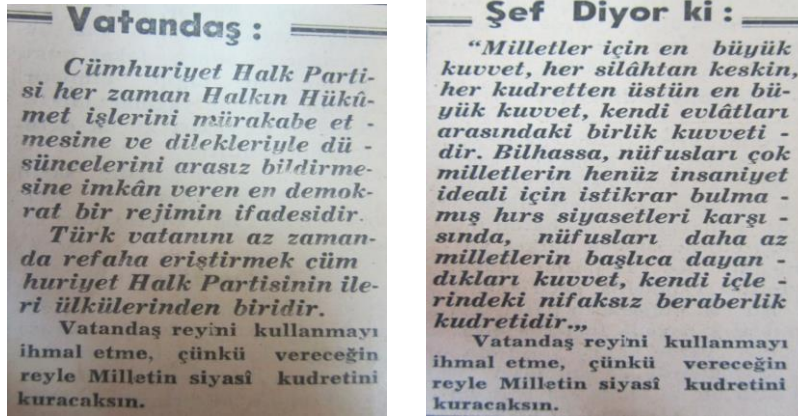 Vatandaş :
Cümhuriyet Halk Parti-
si her zaman Halkın Hükû-
met işlerini mürakabe et -
mesine ve dilekleriyle dü -
süncelerini arasız bildirme-
sine imkân veren en demok-
rat bir rejimin ifadesidir.
Türk vatanını az zaman-
da refaha eriştirmek cüm
huriyet Halk Partisinin ile-
ri ülkülerinden biridir.
Vatandaş reyini kullanmayı
ihmal etme, çünkü vereceğin
reyle Milletin siyasî kudretini
kuracaksın.
Şef Diyor ki :
“Milletler için en büyük
kuvvet, her silâhtan keskin,
her kudretten üstün en bü-
yük kuvvet, kendi evlâtları
arasındaki birlik kuvveti -
dir. Bilhassa, nüfusları çok
milletlerin henüz insaniyet
ideali için istikrar bulma -
mış hırs siyasetleri karşı -
sında, nüfusları daha az
milletlerin başlıca dayan -
dıkları kuvvet, kendi içle -
rindeki nifaksız beraberlik
kudretidir.„
Vatandaş reyini kullanmayı
ihmal etme, çünkü vereceğin
reyle Milletin siyasî kudretini
kuracaksın.